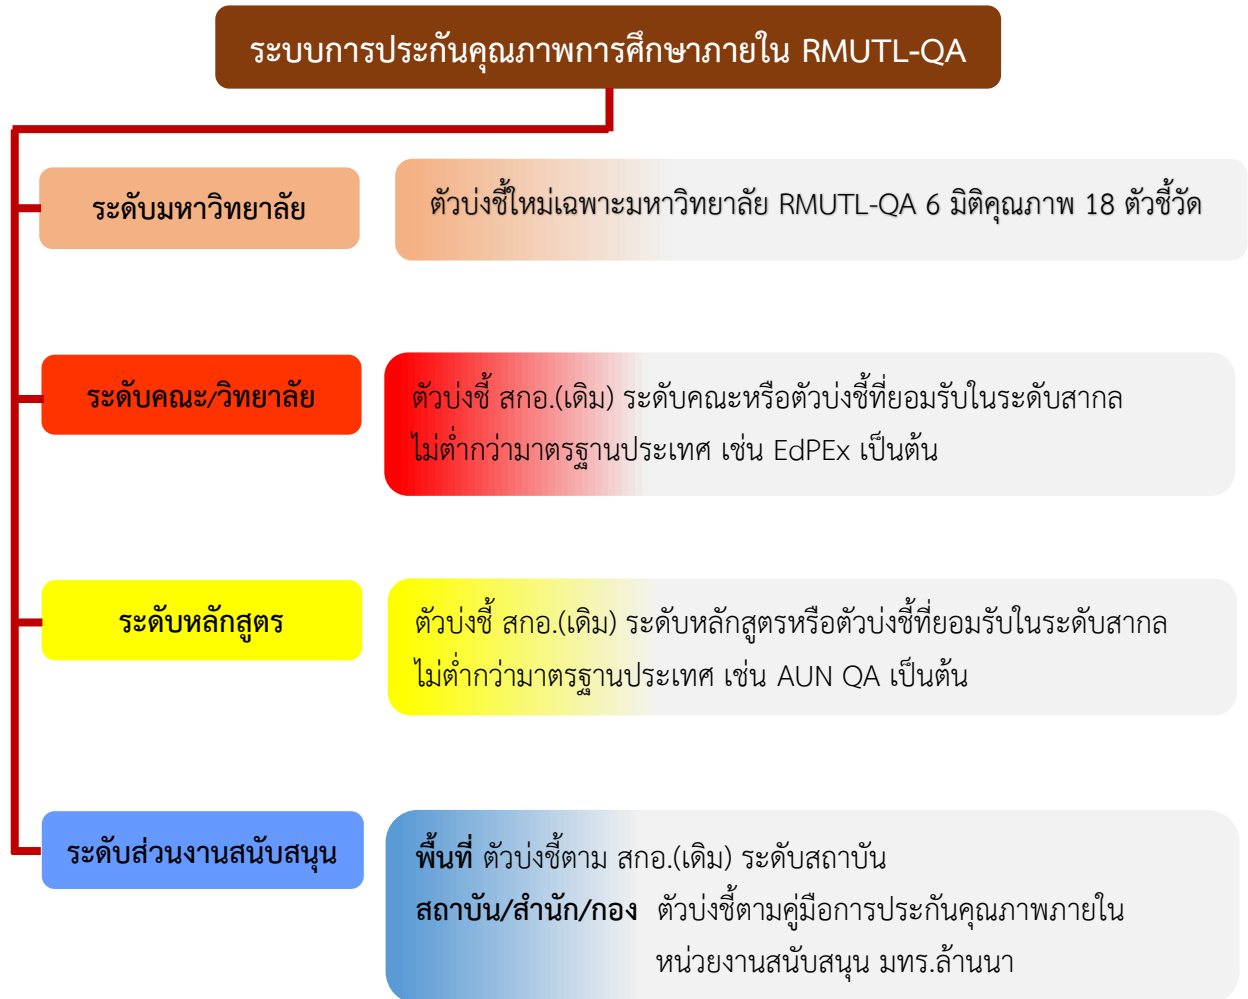 ระบบการประกันคุณภาพการศึกษาภายใน RMUTL-QA
ระดับมหาวิทยาลัย
ตัวบ่งชี้ใหม่เฉพาะมหาวิทยาลัย RMUTL-QA 6 มิติคุณภาพ 18 ตัวชี้วัด
ระดับคณะ/วิทยาลัย
ตัวบ่งชี้ สกอ.(เดิม) ระดับคณะหรือตัวบ่งชี้ที่ยอมรับในระดับสากล
ไม่ต่ำกว่ามาตรฐานประเทศ เช่น EdPEx เป็นต้น
ระดับหลักสูตร
ตัวบ่งชี้ สกอ.(เดิม) ระดับหลักสูตรหรือตัวบ่งชี้ที่ยอมรับในระดับสากล
ไม่ต่ำกว่ามาตรฐานประเทศ เช่น AUN QA เป็นต้น
ระดับส่วนงานสนับสนุน
พื้นที่ ตัวบ่งชี้ตาม สกอ.(เดิม) ระดับสถาบัน
สถาบัน/สำนัก/กอง ตัวบ่งชี้ตามคู่มือการประกันคุณภาพภายใน
หน่วยงานสนับสนุน มทร.ล้านนา